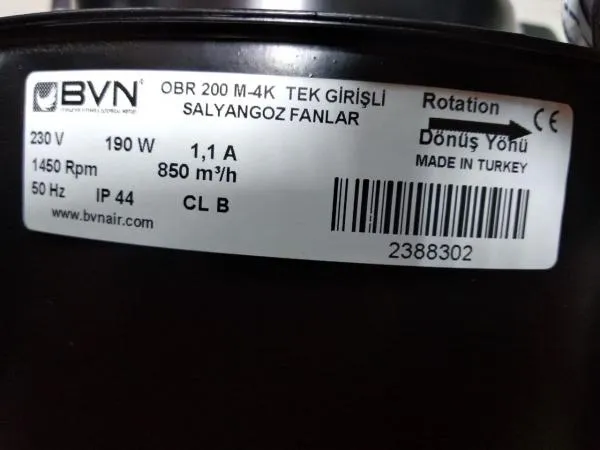 BVN
OBR 200 M-4K TEK GİRİŞLİ
SALYANGOZ FANLAR
Rotation
Dönüş Yönü
CE
MADE IN TURKEY
230 V 190 W 1,1 A
1450 Rpm 850 m³/h
50 Hz IP 44 CL B
www.bvnair.com
2388302